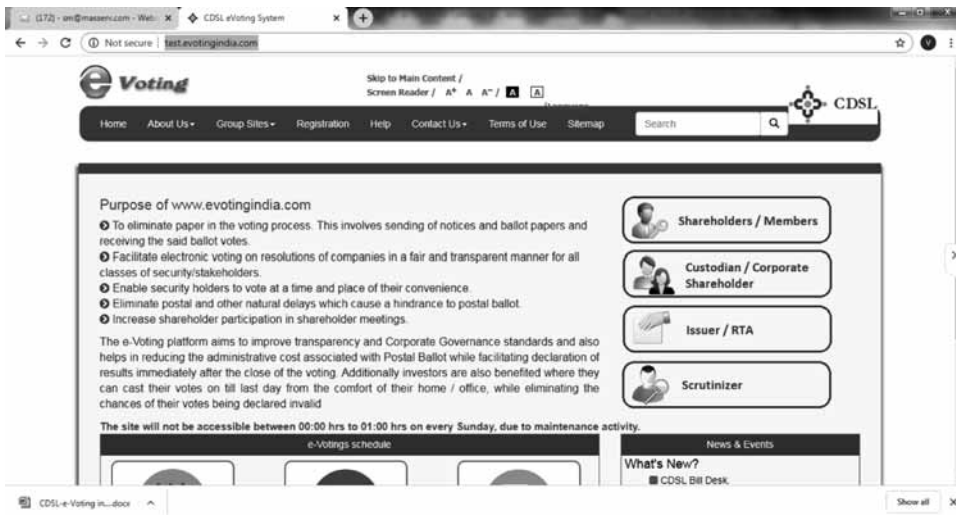 (172) - sm@masserv.com - Web
CDSL eVoting System
Not secure | test.evotingindia.com
V
e Voting
Skip to Main Content /
Screen Reader / A+ A A- / A A
CDSL
Home About Us Group Sites Registration Help Contact Us Terms of Use Sitemap Search
Purpose of www.evotingindia.com
To eliminate paper in the voting process. This involves sending of notices and ballot papers and
receiving the said ballot votes.
Facilitate electronic voting on resolutions of companies in a fair and transparent manner for all
classes of security/stakeholders.
Enable security holders to vote at a time and place of their convenience.
Eliminate postal and other natural delays which cause a hindrance to postal ballot.
Increase shareholder participation in shareholder meetings.
The e-Voting platform aims to improve transparency and Corporate Governance standards and also
helps in reducing the administrative cost associated with Postal Ballot while facilitating declaration of
results immediately after the close of the voting. Additionally investors are also benefited where they
can cast their votes on till last day from the comfort of their home / office, while eliminating the
chances of their votes being declared invalid
Shareholders / Members
Custodian / Corporate
Shareholder
Issuer / RTA
Scrutinizer
The site will not be accessible between 00:00 hrs to 01:00 hrs on every Sunday, due to maintenance activity.
e-Votings schedule
News & Events
What's New?
CDSL Bill Desk.
CDSL-e-Voting in....docx
Show all